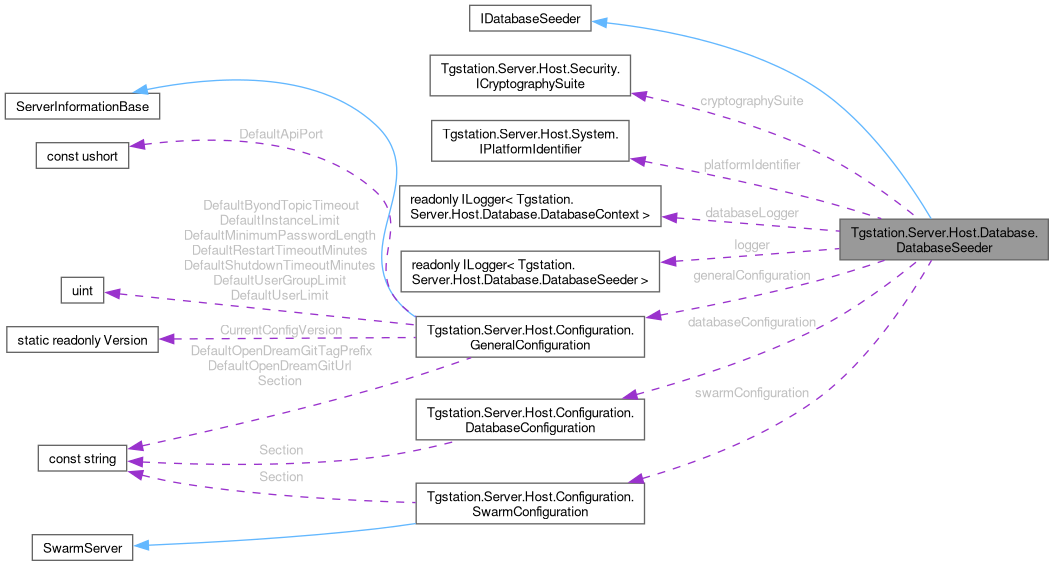 IDatabaseSeeder
Tgstation.Server.Host.Security.
ICryptographySuite
ServerInformationBase
cryptographySuite
DefaultApiPort
Tgstation.Server.Host.System.
IPlatformIdentifier
const ushort
platformIdentifier
readonly ILogger< Tgstation.
Server.Host.Database.DatabaseContext >
databaseLogger
DefaultByondTopicTimeout
DefaultInstanceLimit
DefaultMinimumPasswordLength
DefaultRestartTimeoutMinutes
DefaultShutdownTimeoutMinutes
DefaultUserGroupLimit
DefaultUserLimit
Tgstation.Server.Host.Database.
DatabaseSeeder
logger
readonly ILogger< Tgstation.
Server.Host.Database.DatabaseSeeder >
generalConfiguration
uint
databaseConfiguration
CurrentConfigVersion
static readonly Version
Tgstation.Server.Host.Configuration.
GeneralConfiguration
DefaultOpenDreamGitTagPrefix
DefaultOpenDreamGitUrl
Section
swarmConfiguration
Tgstation.Server.Host.Configuration.
DatabaseConfiguration
Section
const string
Section
Tgstation.Server.Host.Configuration.
SwarmConfiguration
SwarmServer